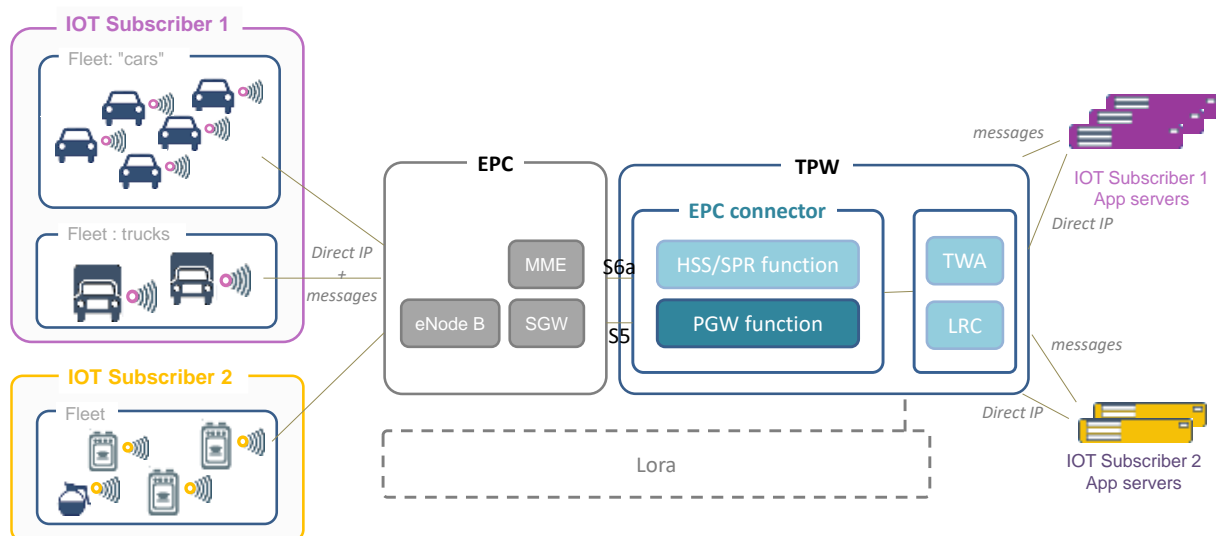 IOT Subscriber 1
Fleet: "cars"
Fleet : trucks
Direct IP
+
messages
IOT Subscriber 2
Fleet
EPC
MME
eNode B
SGW
S6a
S5
TPW
EPC connector
HSS/SPR function
PGW function
TWA
LRC
Lora
messages
IOT Subscriber 1
App servers
Direct IP
messages
Direct IP
IOT Subscriber 2
App servers